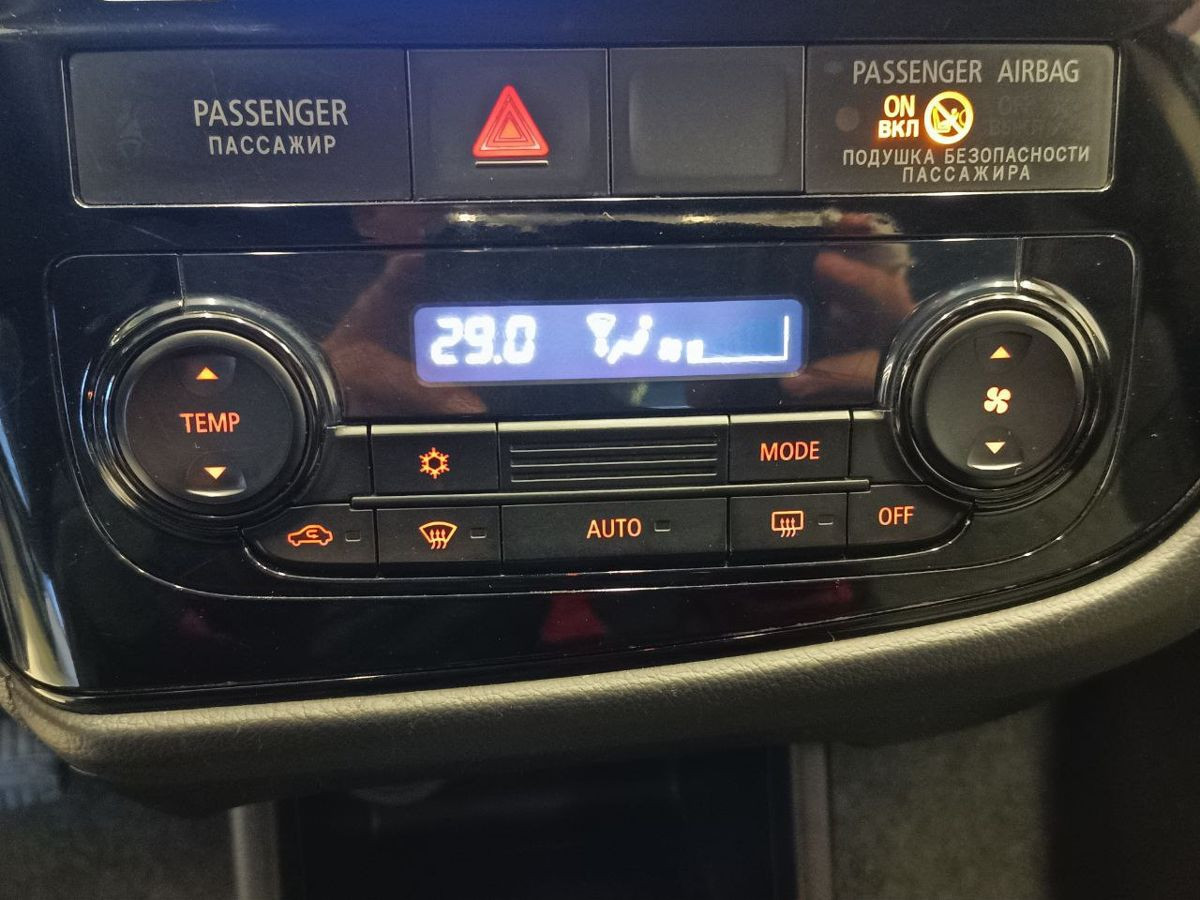 PASSENGER
ПАССАЖИР
PASSENGER AIRBAG
ON
ВКЛ
ПОДУШКА БЕЗОПАСНОСТИ
ПАССАЖИРА
29.0
TEMP
MODE
AUTO
OFF